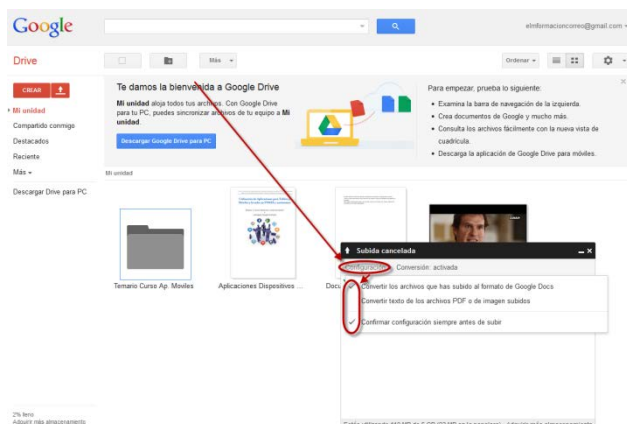 Google
elmformacioncorreo@gmail.com
Drive
Más
Ordenar
CREAR
Mi unidad
Compartido conmigo
Destacados
Reciente
Más
Descargar Drive para PC
Te damos la bienvenida a Google Drive
Mi unidad aloja todos tus archivos. Con Google Drive
para tu PC, puedes sincronizar archivos de tu equipo a Mi
unidad.
Descargar Google Drive para PC
Para empezar, prueba lo siguiente:
Examina la barra de navegación de la izquierda.
Crea documentos de Google y mucho más.
Consulta los archivos fácilmente con la nueva vista de
cuadrícula.
Descarga la aplicación de Google Drive para móviles.
Mi unidad
Temario Curso Ap. Moviles
Aplicaciones Dispositivos ...
Subida cancelada
Configuración Conversión: activada
Convertir los archivos que has subido al formato de Google Docs
Convertir texto de los archivos PDF o de imagen subidos
Confirmar configuración siempre antes de subir
2% lleno
Adquirir más almacenamiento